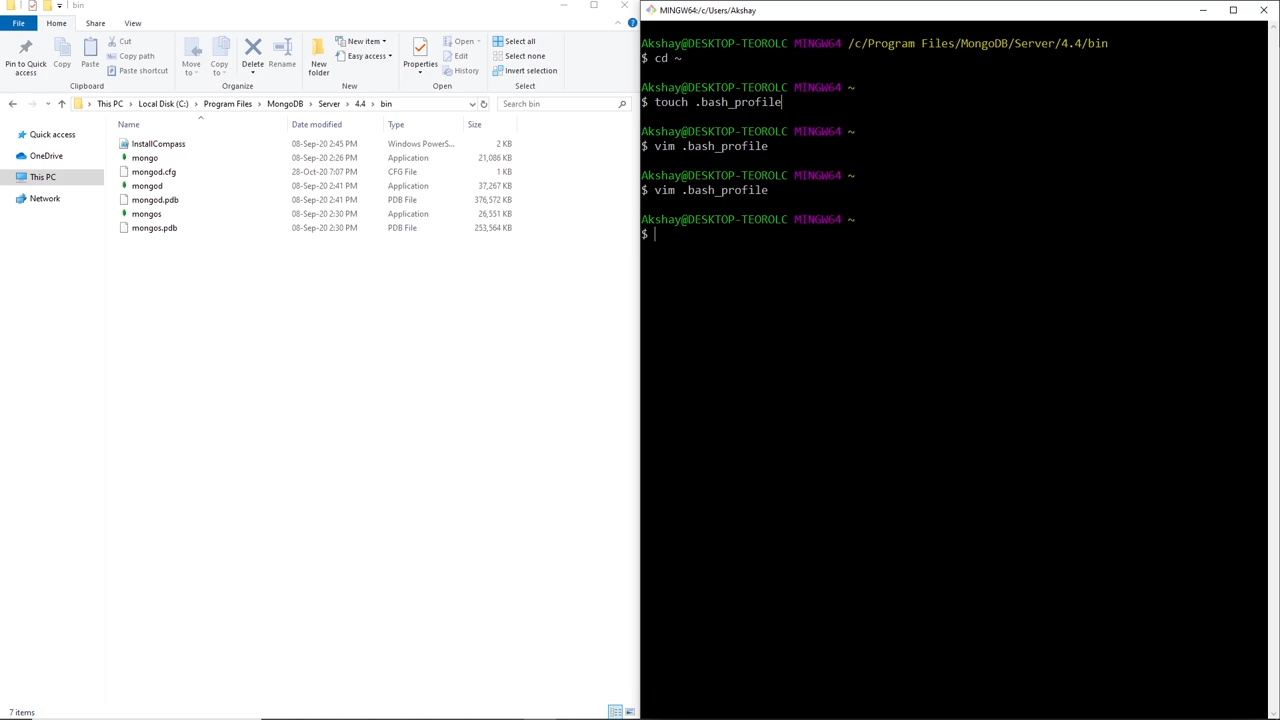 bin
File
Home
Share
View
Pin to Quick access
Copy
Paste
Cut
Copy path
Paste shortcut
Clipboard
Move to
Copy to
Delete
Rename
Organize
New folder
New item
Easy access
New
Properties
Open
Edit
History
Open
Select all
Select none
Invert selection
Select
This PC > Local Disk (C:) > Program Files > MongoDB > Server > 4.4 > bin
Search bin
Quick access
OneDrive
This PC
Network
Name Date modified Type Size
InstallCompass 08-Sep-20 2:45 PM Windows PowerS... 2 KB
mongo 08-Sep-20 2:26 PM Application 21,086 KB
mongod.cfg 28-Oct-20 7:07 PM CFG File 1 KB
mongod 08-Sep-20 2:41 PM Application 37,267 KB
mongod.pdb 08-Sep-20 2:41 PM PDB File 376,572 KB
mongos 08-Sep-20 2:30 PM Application 26,551 KB
mongos.pdb 08-Sep-20 2:30 PM PDB File 253,564 KB
7 items
MINGW64:/c/Users/Akshay
Akshay@DESKTOP-TEOROLC MINGW64 /c/Program Files/MongoDB/Server/4.4/bin
$ cd ~
Akshay@DESKTOP-TEOROLC MINGW64 ~
$ touch .bash_profile
Akshay@DESKTOP-TEOROLC MINGW64 ~
$ vim .bash_profile
Akshay@DESKTOP-TEOROLC MINGW64 ~
$ vim .bash_profile
Akshay@DESKTOP-TEOROLC MINGW64 ~
$